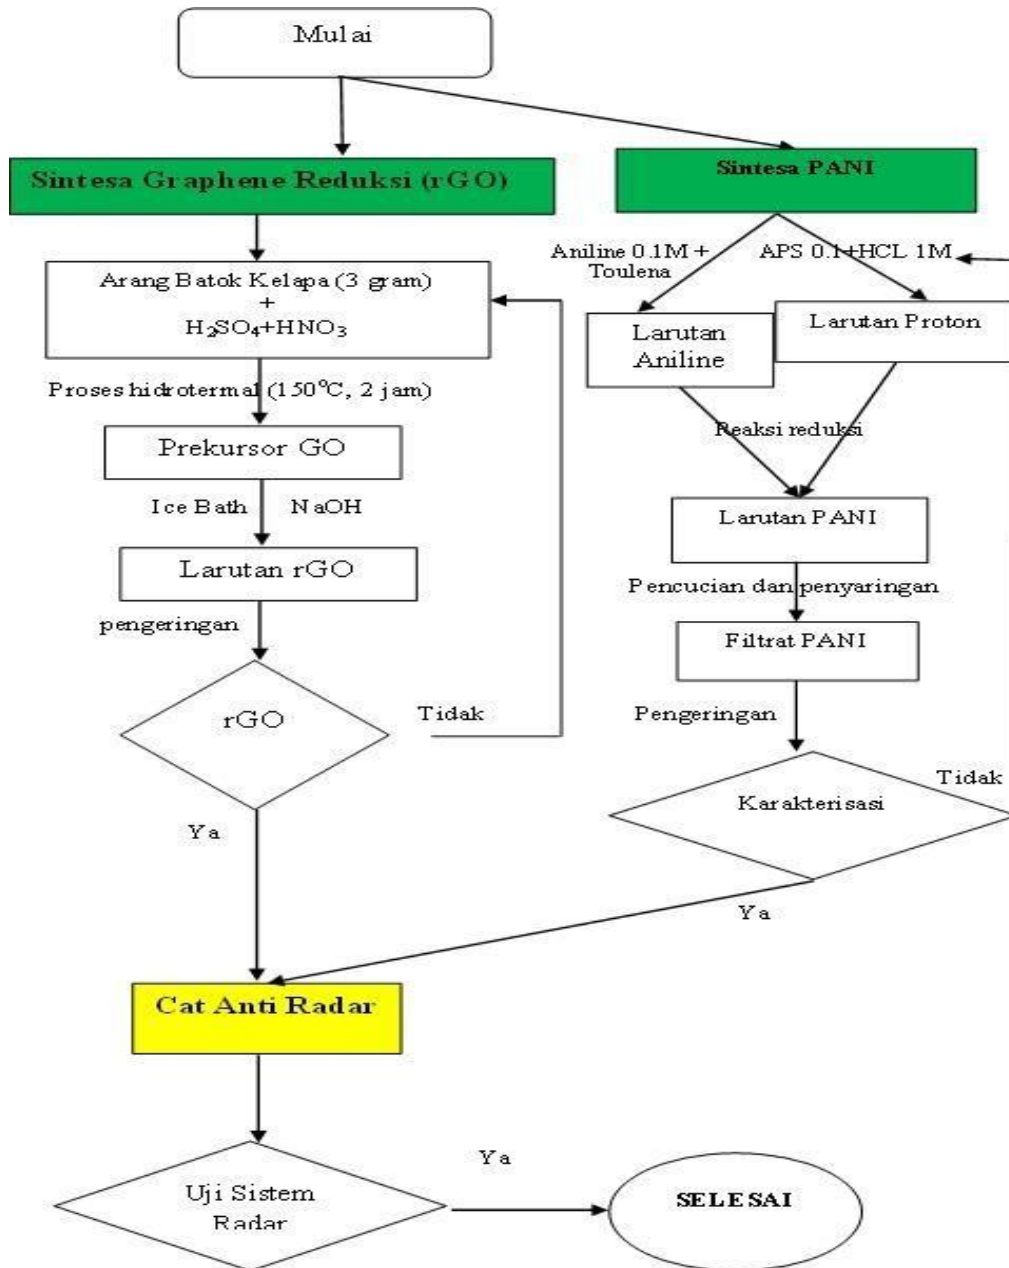 Mulai
Sintesa Graphene Reduksi (rGO)
Sintesa PANI
Aniline 0.1M +
Toulena
APS 0.1+HCL 1M
Arang Batok Kelapa (3 gram)
+
H₂SO₄+HNO₃
Larutan
Aniline
Larutan Proton
Proses hidrotermal (150°C, 2 jam)
Reaksi reduksi
Prekursor GO
Ice Bath
NaOH
Larutan PANI
Larutan rGO
Pencucian dan penyaringan
pengeringan
Filtrat PANI
rGO
Tidak
Pengeringan
Tidak
Karakterisasi
Ya
Ya
Cat Anti Radar
Ya
Uji Sistem
Radar
SELESAI